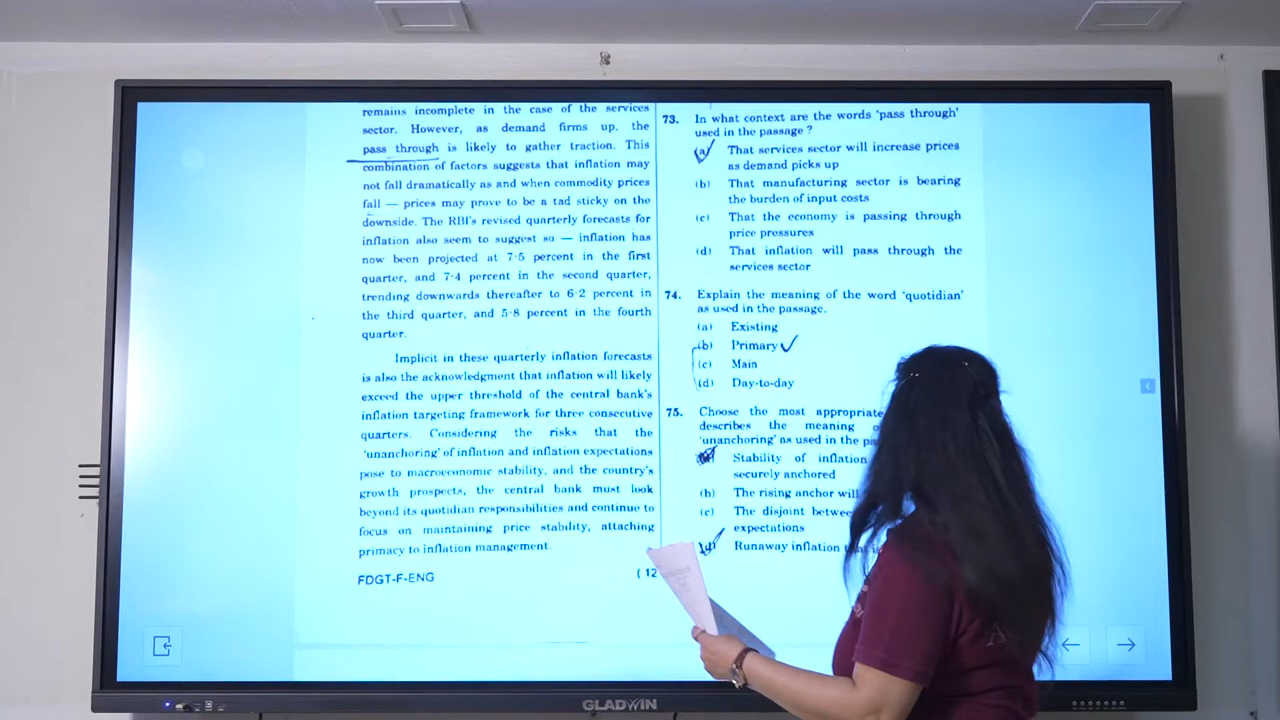 remains incomplete in the case of the services
sector. However, as demand firms up, the
pass through is likely to gather traction. This
combination of factors suggests that inflation may
not fall dramatically as and when commodity prices
fall — prices may prove to be a tad sticky on the
downside. The RBI's revised quarterly forecasts for
inflation also seem to suggest so — inflation has
now been projected at 7·5 percent in the first
quarter, and 7·4 percent in the second quarter,
trending downwards thereafter to 6·2 percent in
the third quarter, and 5·8 percent in the fourth
quarter.
Implicit in these quarterly inflation forecasts
is also the acknowledgment that inflation will likely
exceed the upper threshold of the central bank's
inflation targeting framework for three consecutive
quarters. Considering the risks that the
'unanchoring' of inflation and inflation expectations
pose to macroeconomic stability, and the country's
growth prospects, the central bank must look
beyond its quotidian responsibilities and continue to
focus on maintaining price stability, attaching
primacy to inflation management.
FDGT-F-ENG
( 12
73. In what context are the words 'pass through'
used in the passage ?
(a) That services sector will increase prices
as demand picks up
(b) That manufacturing sector is bearing
the burden of input costs
(c) That the economy is passing through
price pressures
(d) That inflation will pass through the
services sector
74. Explain the meaning of the word 'quotidian'
as used in the passage.
(a) Existing
(b) Primary
(c) Main
(d) Day-to-day
75. Choose the most appropriate
describes the meaning
'unanchoring' as used in the
Stability of inflation
securely anchored
(b) The rising anchor will
(c) The disjoint
expectations
(d) Runaway inflation
GLADWIN